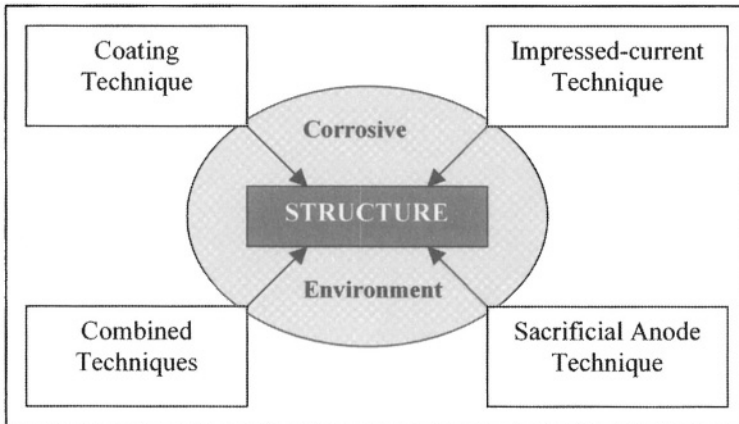 Coating
Technique
Impressed-current
Technique
Corrosive
STRUCTURE
Environment
Combined
Techniques
Sacrificial Anode
Technique